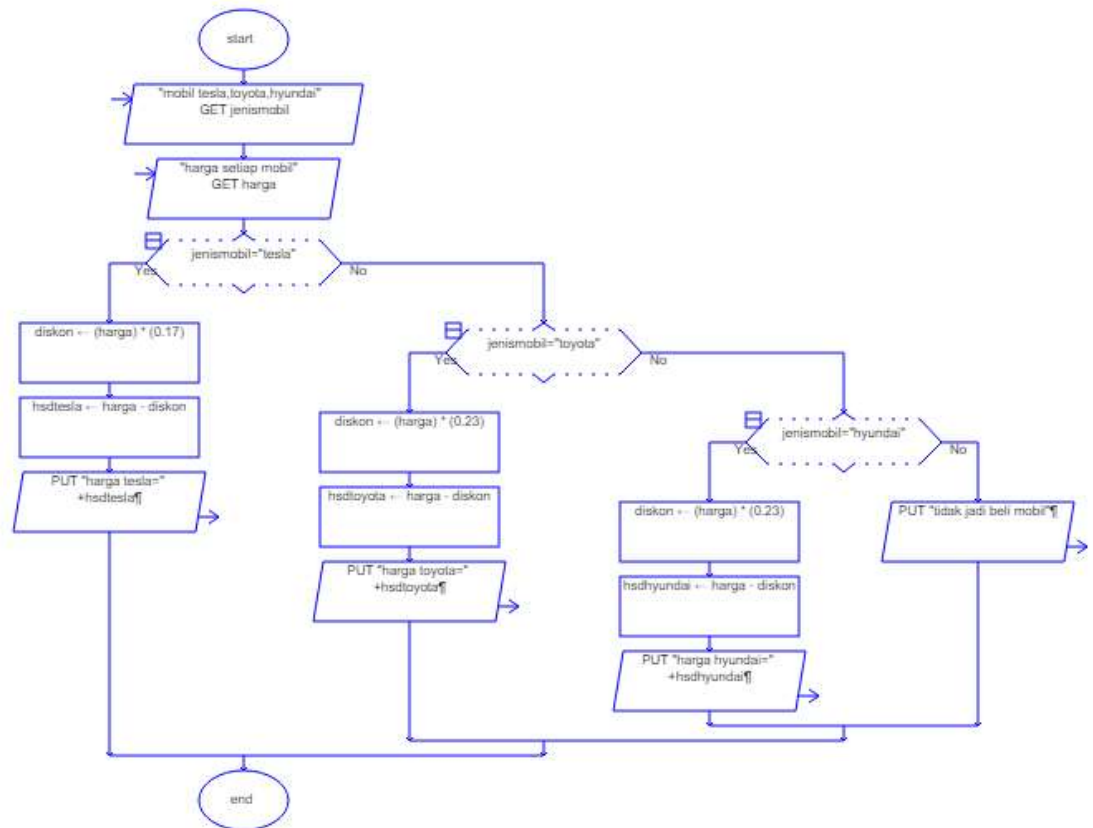 start
"mobil tesla,toyota,hyundai"
GET jenismobil
"harga setiap mobil"
GET harga
jenismobil="tesla"
Yes
No
diskon ← (harga) * (0.17)
hsdtesla ← harga - diskon
PUT "harga tesla="
+hsdtesla¶
jenismobil="toyota"
Yes
No
diskon ← (harga) * (0.23)
hsdtoyota ← harga - diskon
PUT "harga toyota="
+hsdtoyota¶
jenismobil="hyundai"
Yes
No
diskon ← (harga) * (0.23)
hsdhyundai ← harga - diskon
PUT "harga hyundai="
+hsdhyundai¶
PUT "tidak jadi beli mobil"¶
end